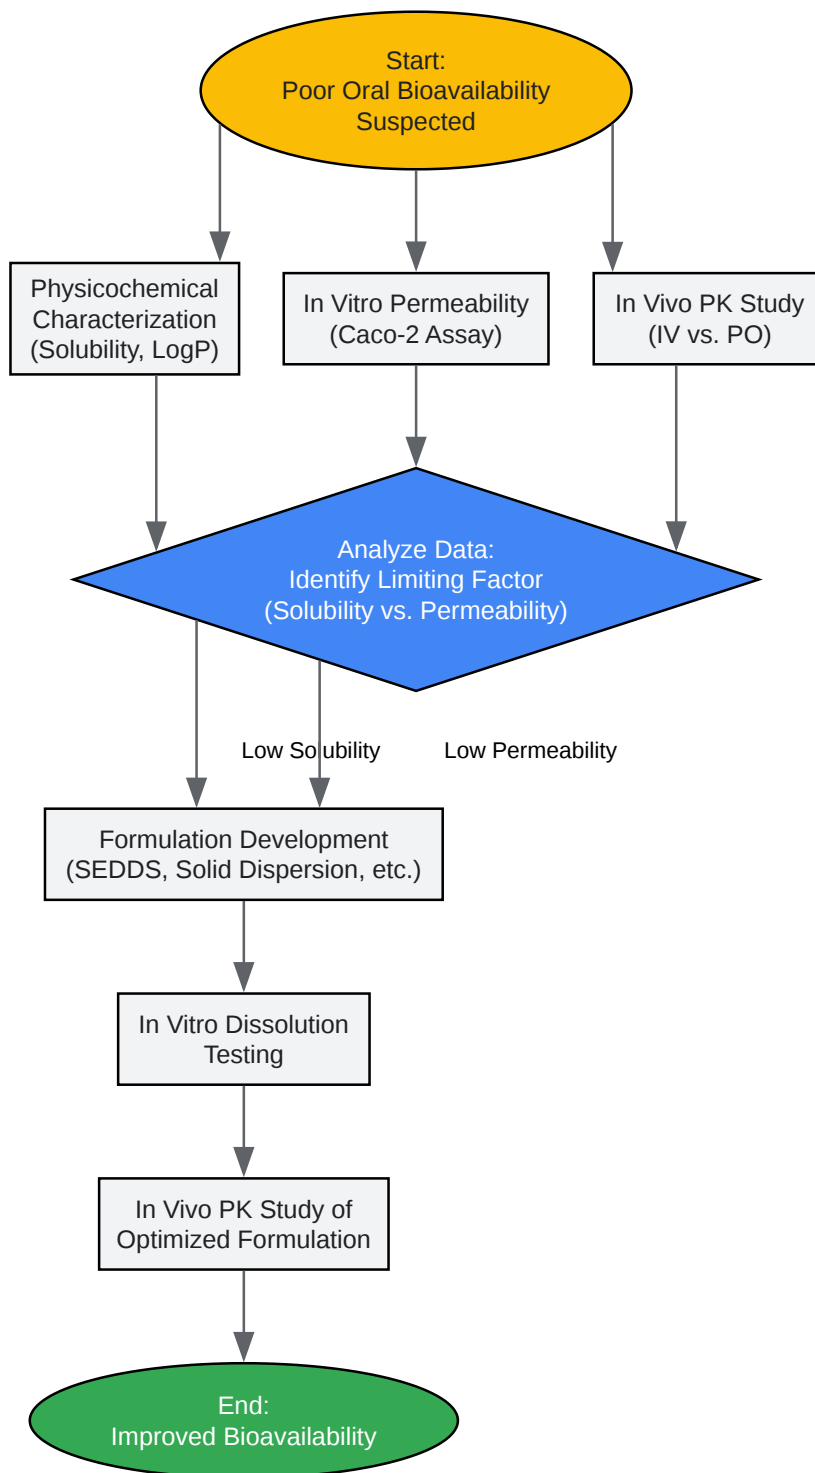 Start:
Poor Oral Bioavailability
Suspected
Physicochemical
Characterization
(Solubility, LogP)
In Vitro Permeability
(Caco-2 Assay)
In Vivo PK Study
(IV vs. PO)
Analyze Data:
Identify Limiting Factor
(Solubility vs. Permeability)
Low Solubility
Low Permeability
Formulation Development
(SEDDS, Solid Dispersion, etc.)
In Vitro Dissolution
Testing
In Vivo PK Study of
Optimized Formulation
End:
Improved Bioavailability